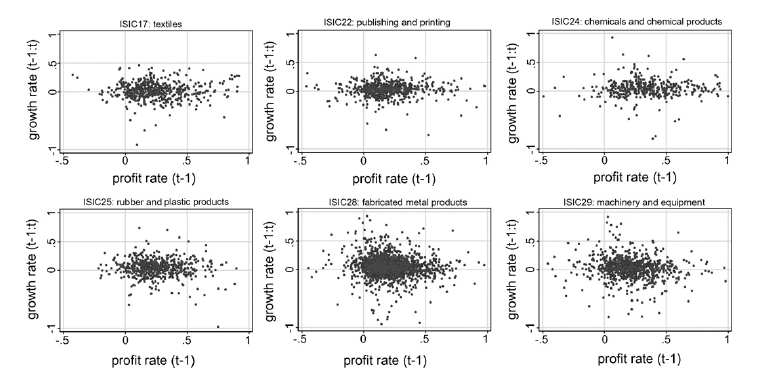 ISIC17: textiles
growth rate (t-1:t)
1
.5
0
-1
-.5
0
.5
1
profit rate (t-1)
ISIC22: publishing and printing
growth rate (t-1:t)
1
.5
0
-1
-.5
0
.5
1
profit rate (t-1)
ISIC24: chemicals and chemical products
growth rate (t-1:t)
1
.5
0
-1
-.5
0
.5
1
profit rate (t-1)
ISIC25: rubber and plastic products
growth rate (t-1:t)
1
.5
0
-1
-.5
0
.5
1
profit rate (t-1)
ISIC28: fabricated metal products
growth rate (t-1:t)
1
.5
0
-1
-.5
0
.5
1
profit rate (t-1)
ISIC29: machinery and equipment
growth rate (t-1:t)
1
.5
0
-1
-.5
0
.5
1
profit rate (t-1)